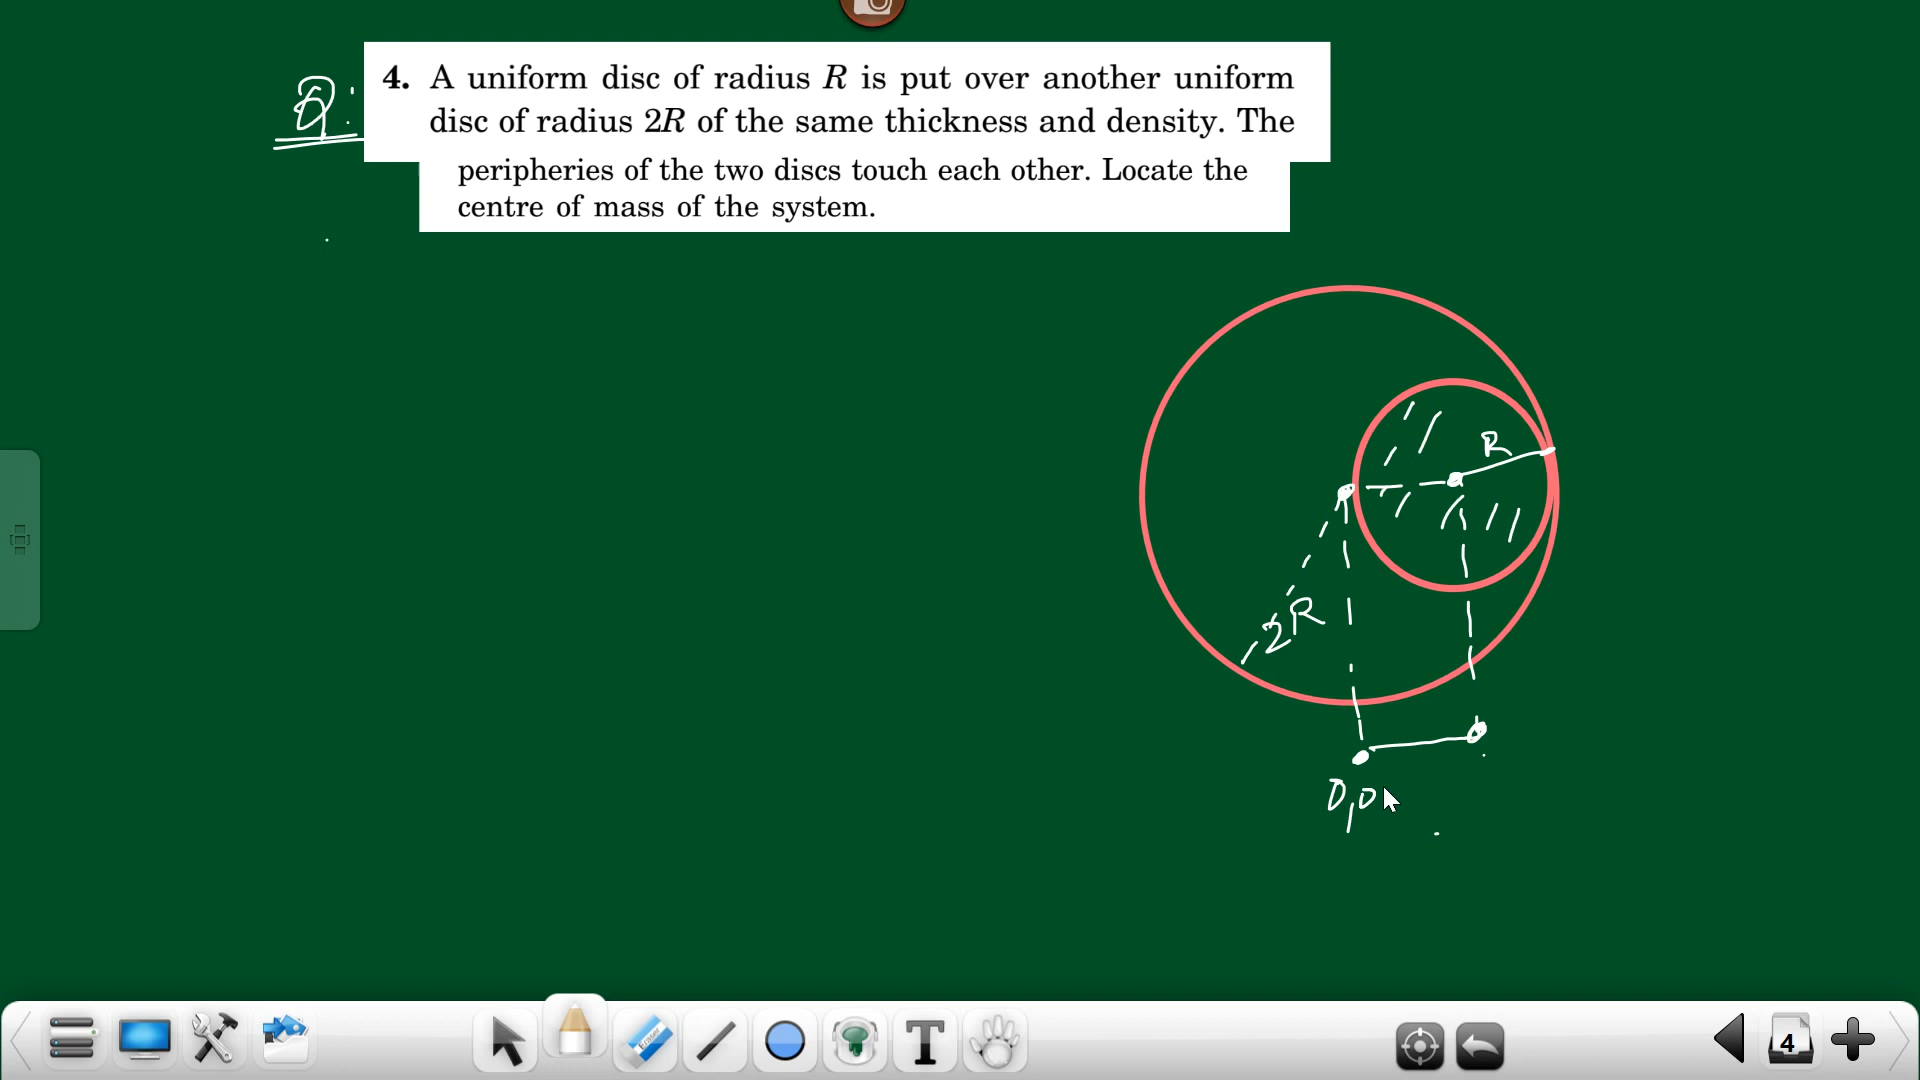 Q:
4. A uniform disc of radius R is put over another uniform
disc of radius 2R of the same thickness and density. The
peripheries of the two discs touch each other. Locate the
centre of mass of the system.
R
2R
0,0
Eraser
T
4